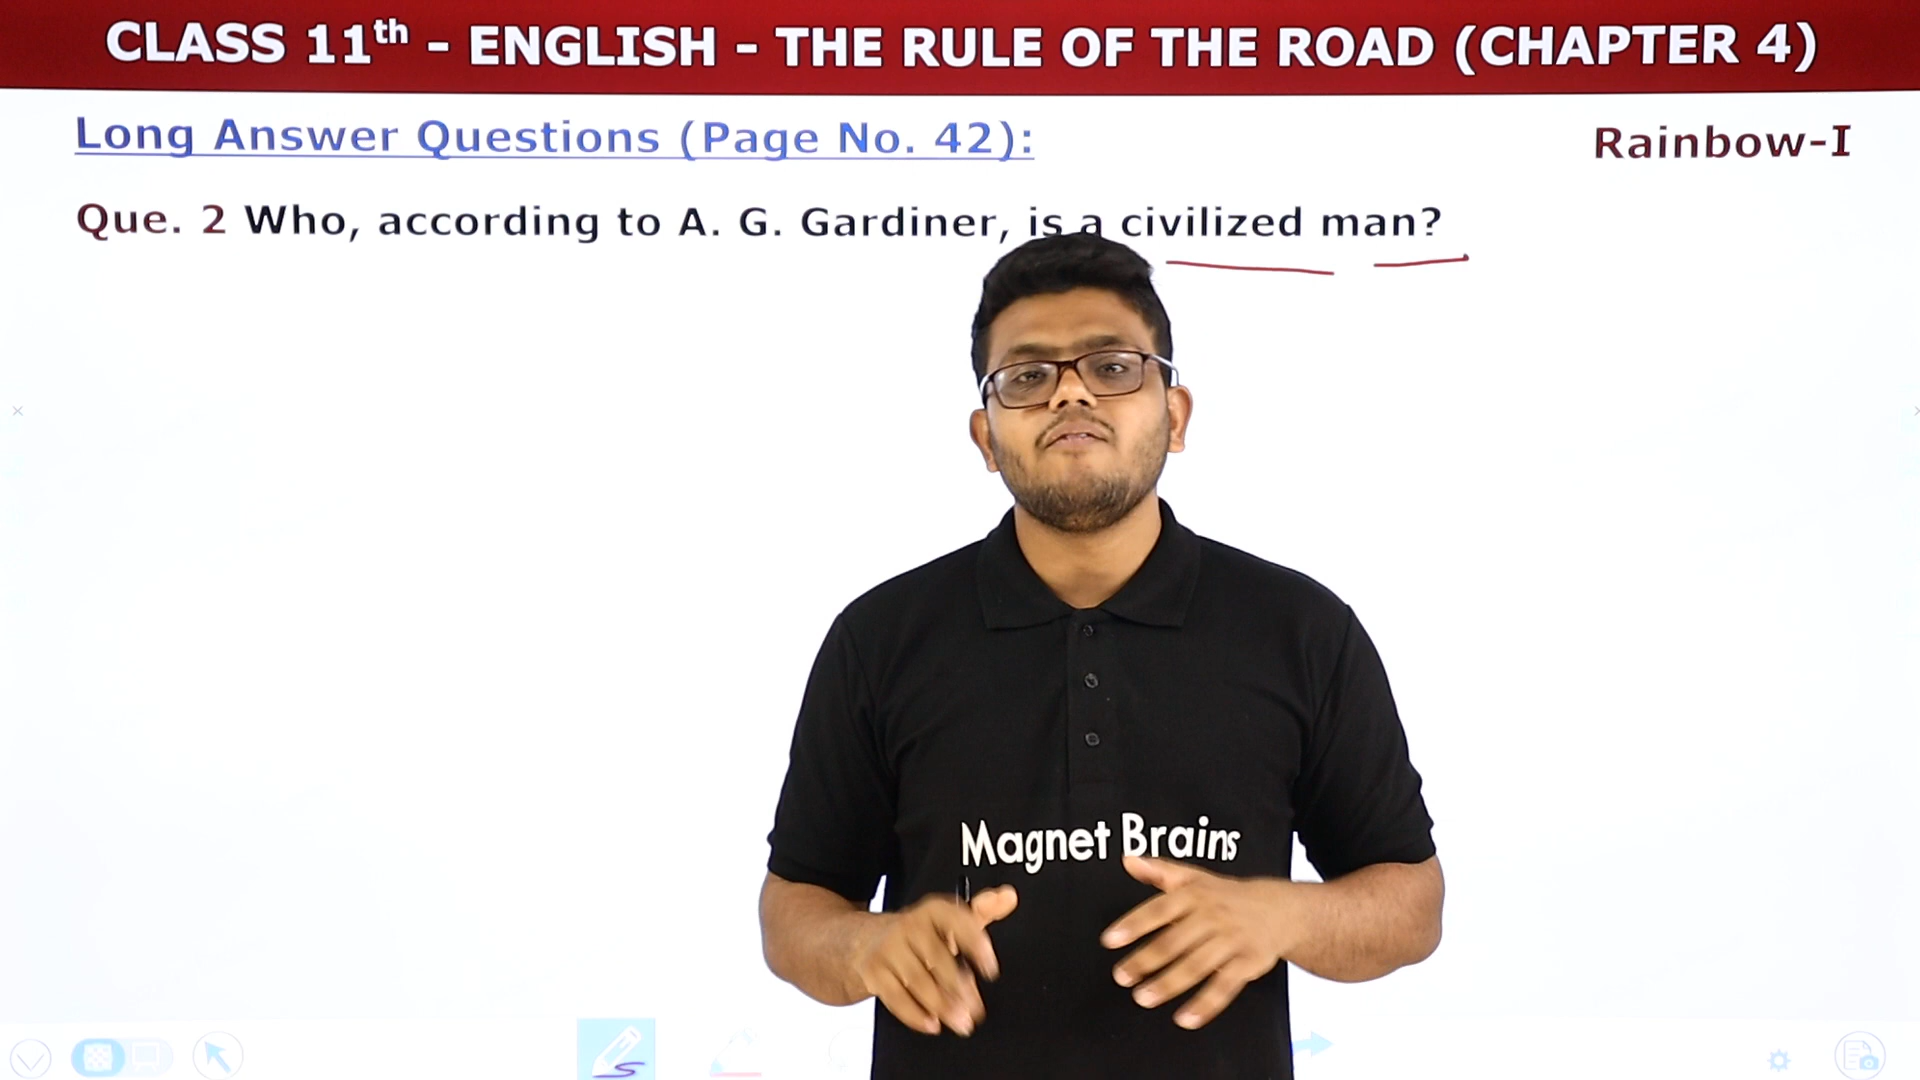 CLASS 11th - ENGLISH - THE RULE OF THE ROAD (CHAPTER 4)
Long Answer Questions (Page No. 42):
Rainbow-I
Que. 2 Who, according to A. G. Gardiner, is a civilized man?
Magnet Brains